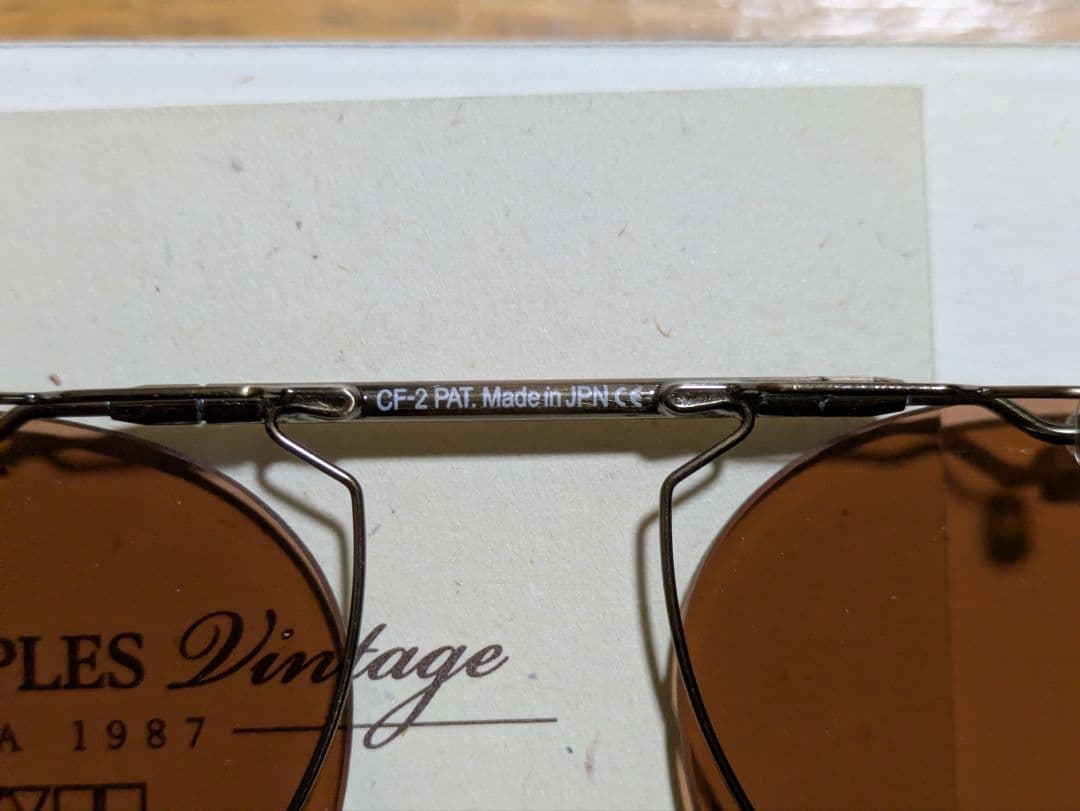 CF-2 PAT. Made in JPN CE
PLES Vintage
A 1987